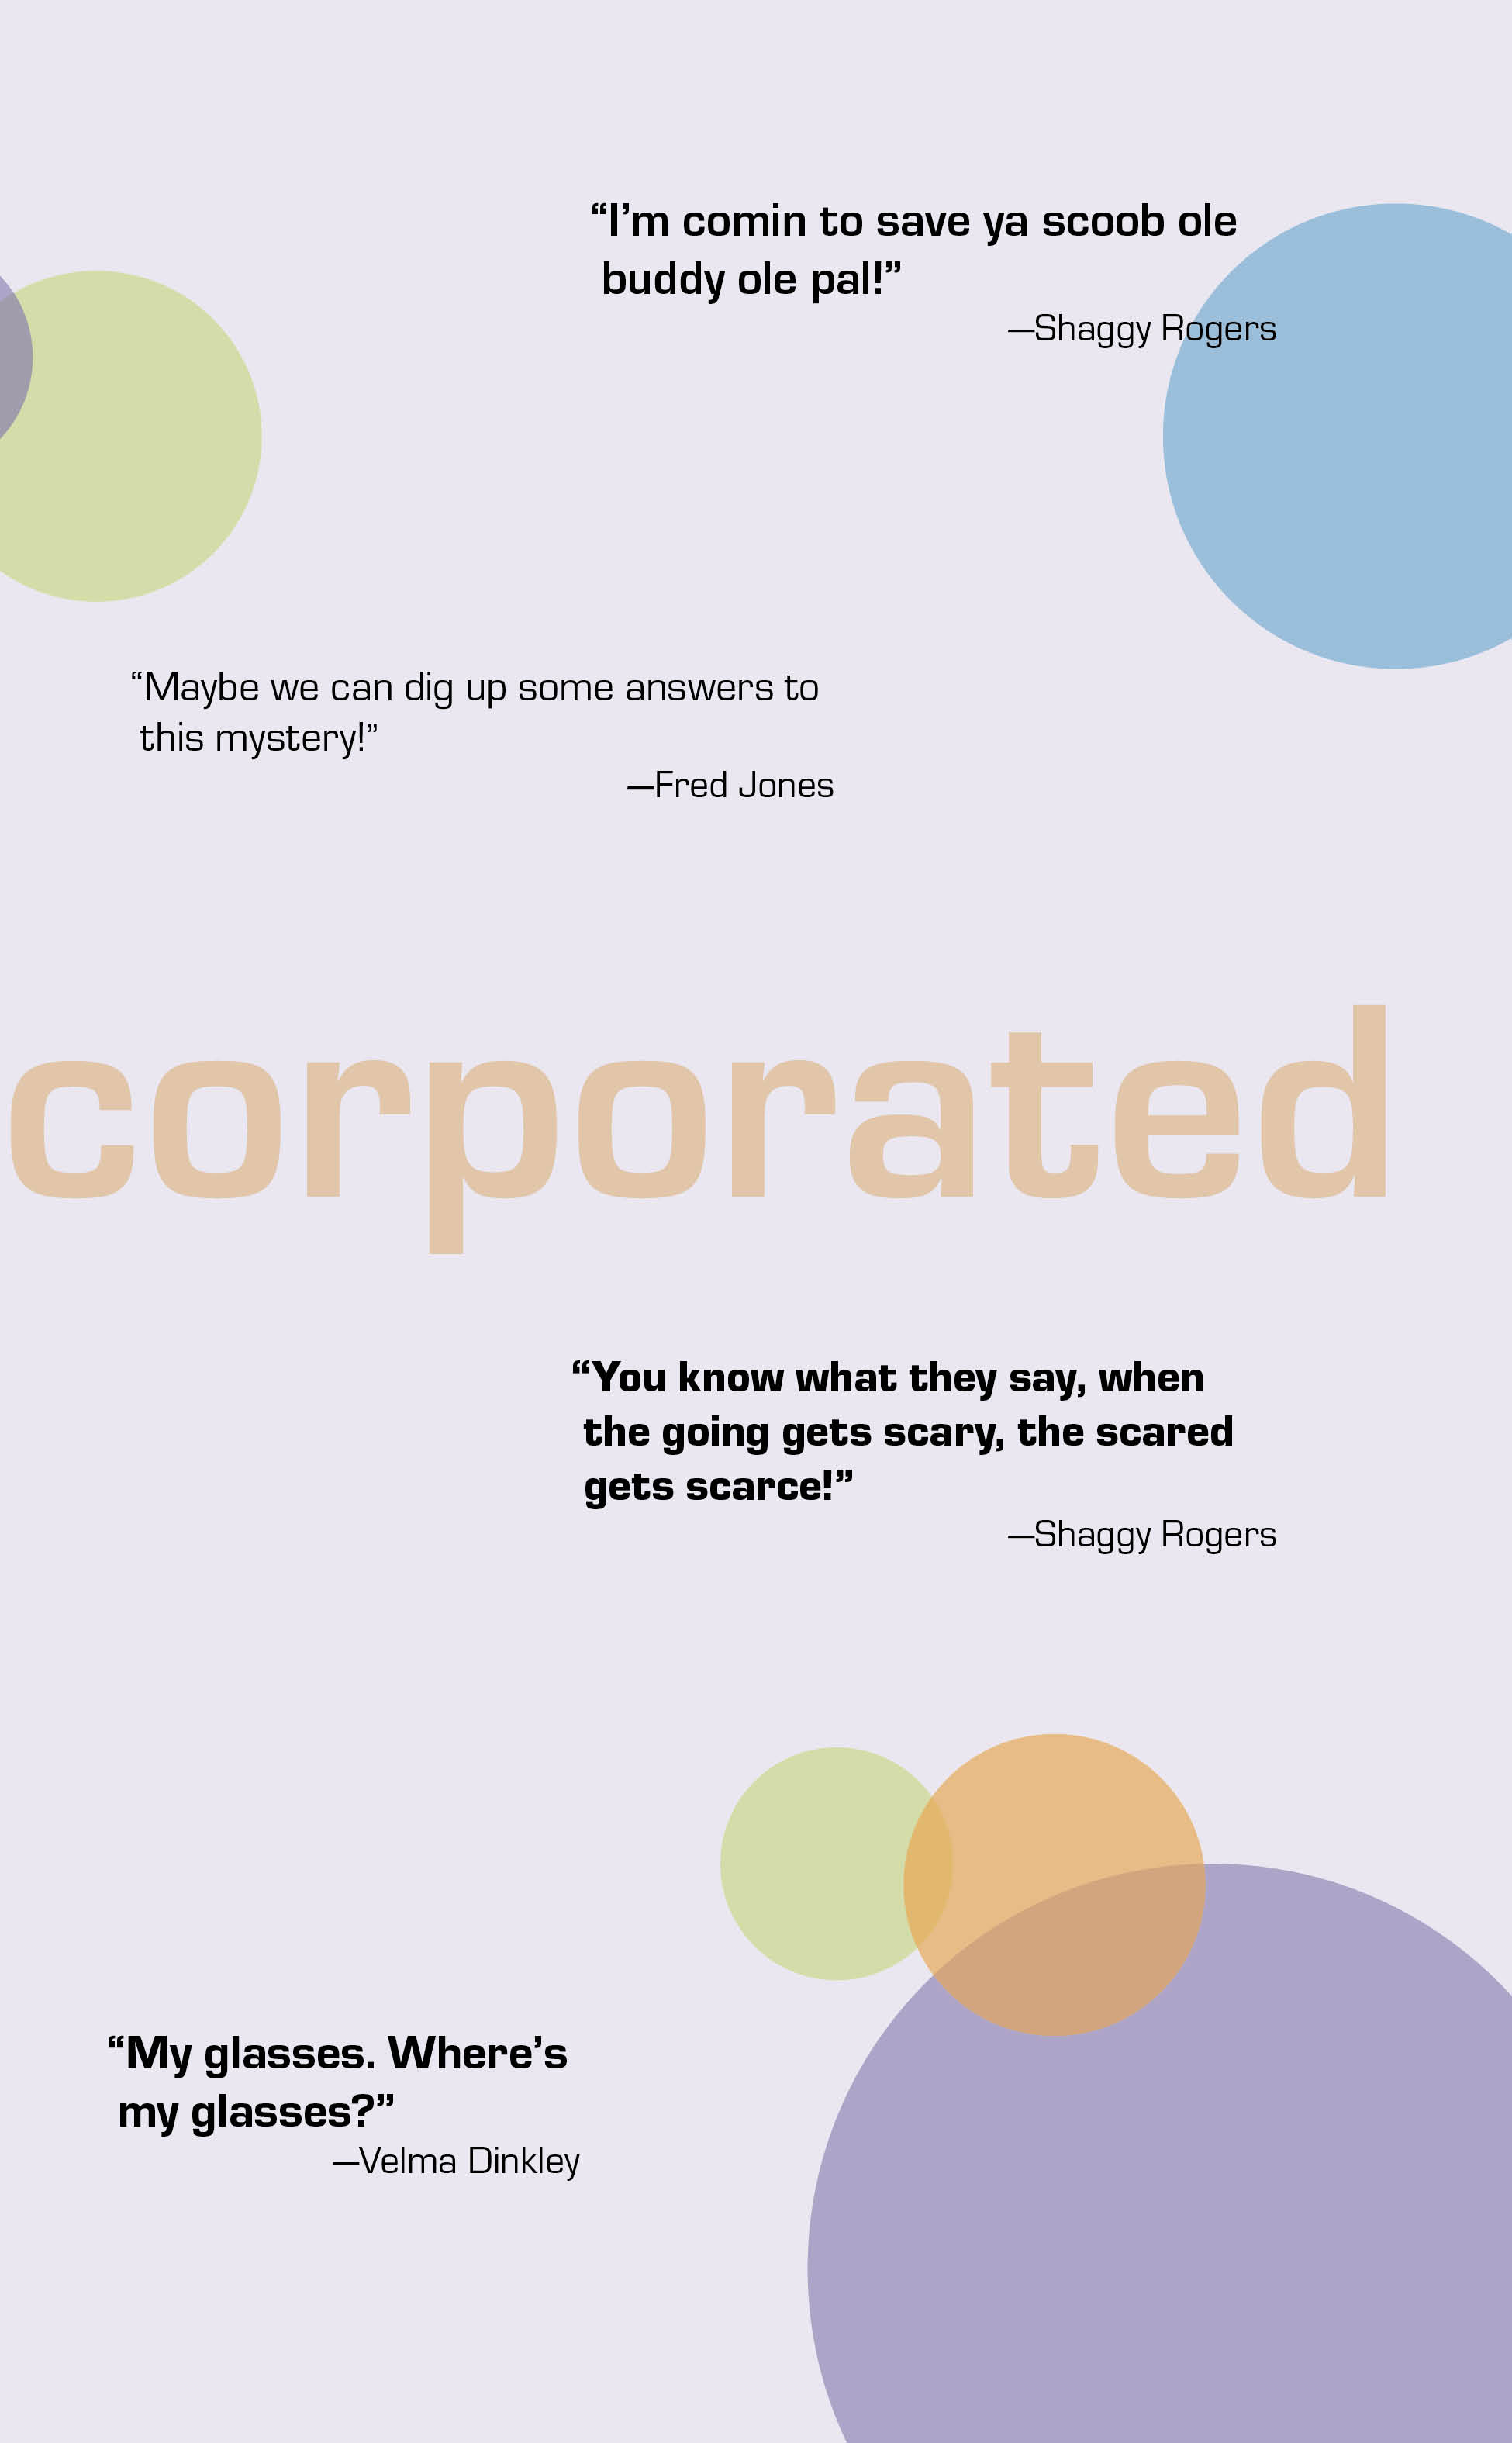 “I’m comin to save ya scoob ole
buddy ole pal!”
—Shaggy Rogers
“Maybe we can dig up some answers to
this mystery!”
—Fred Jones
corporated
“You know what they say, when
the going gets scary, the scared
gets scarce!”
—Shaggy Rogers
“My glasses. Where’s
my glasses?”
—Velma Dinkley